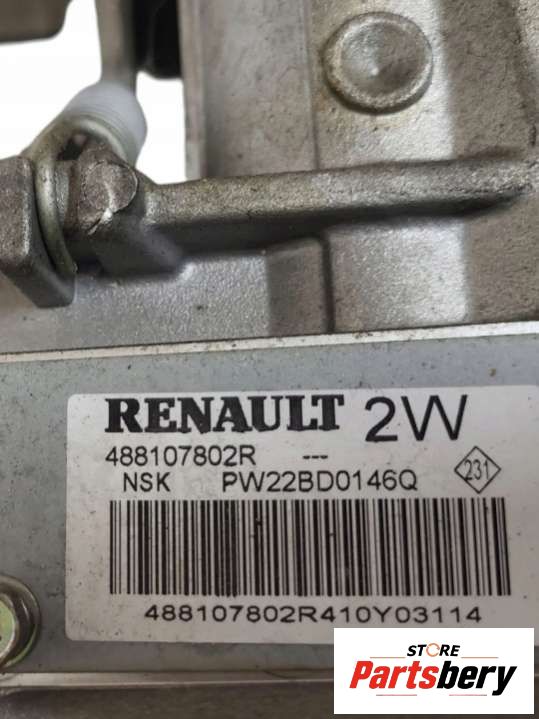 RENAULT 2W
488107802R ---
NSK PW22BD0146Q 231
488107802R410Y03114
STORE
Partsbery